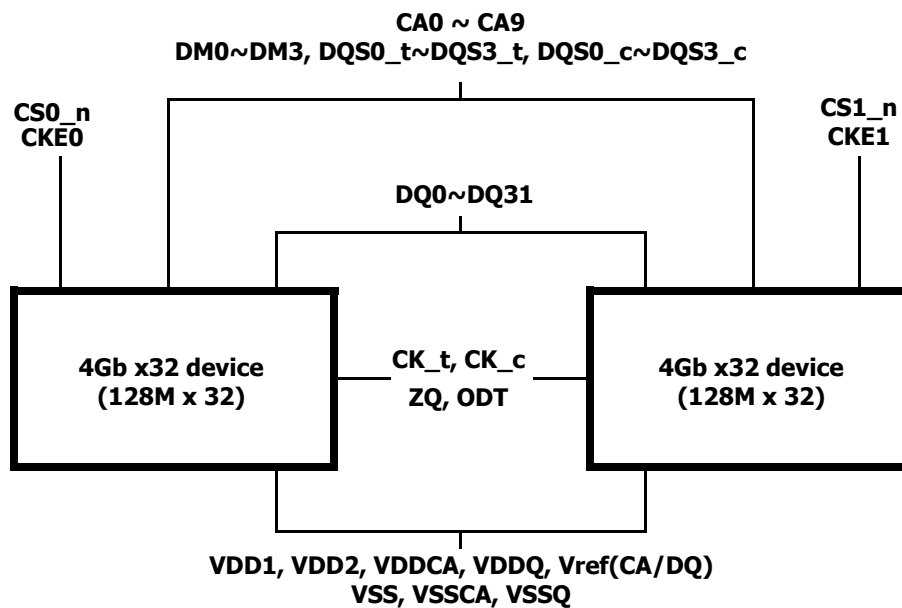 CA0 ~ CA9
DM0~DM3, DQS0_t~DQS3_t, DQS0_c~DQS3_c
CS0_n
CKE0
CS1_n
CKE1
DQ0~DQ31
4Gb x32 device
(128M x 32)
CK_t, CK_c
ZQ, ODT
4Gb x32 device
(128M x 32)
VDD1, VDD2, VDDCA, VDDQ, Vref(CA/DQ)
VSS, VSSCA, VSSQ